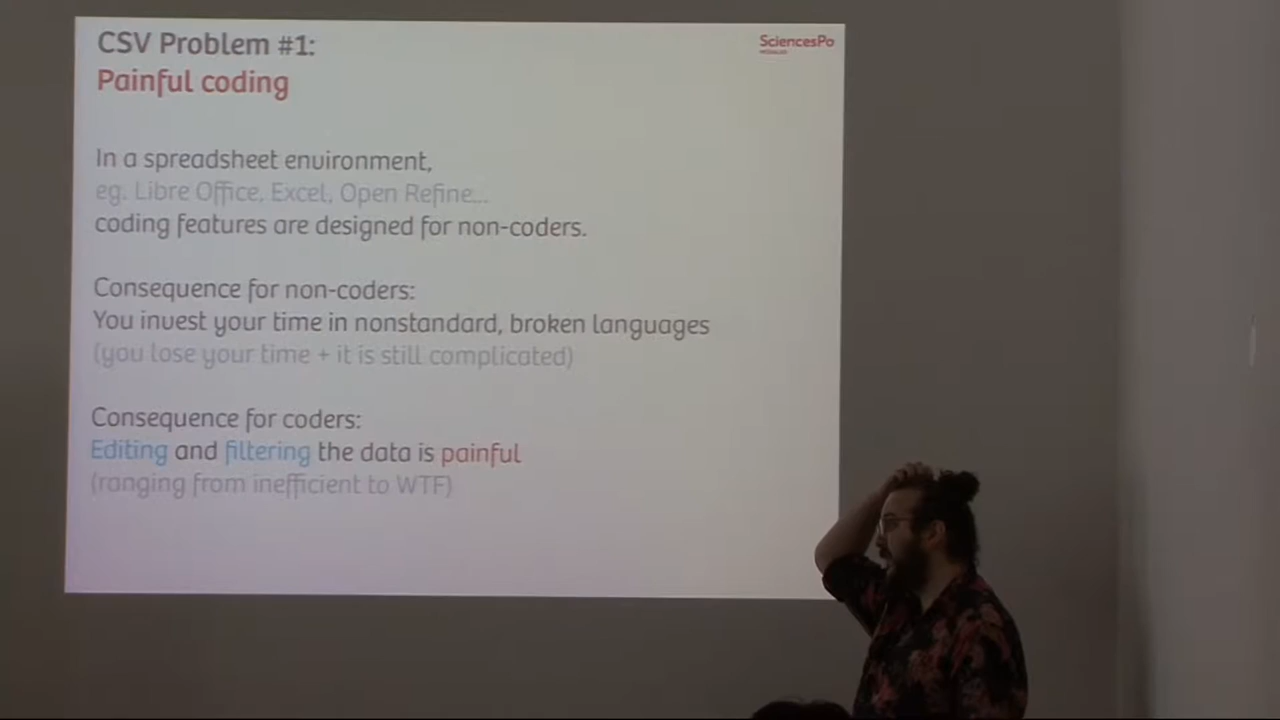 CSV Problem #1:
SciencesPo
Painful coding
In a spreadsheet environment,
eg. Libre Office, Excel, Open Refine...
coding features are designed for non-coders.
Consequence for non-coders:
You invest your time in nonstandard, broken languages
(you lose your time + it is still complicated)
Consequence for coders:
Editing and filtering the data is painful
(ranging from inefficient to WTF)